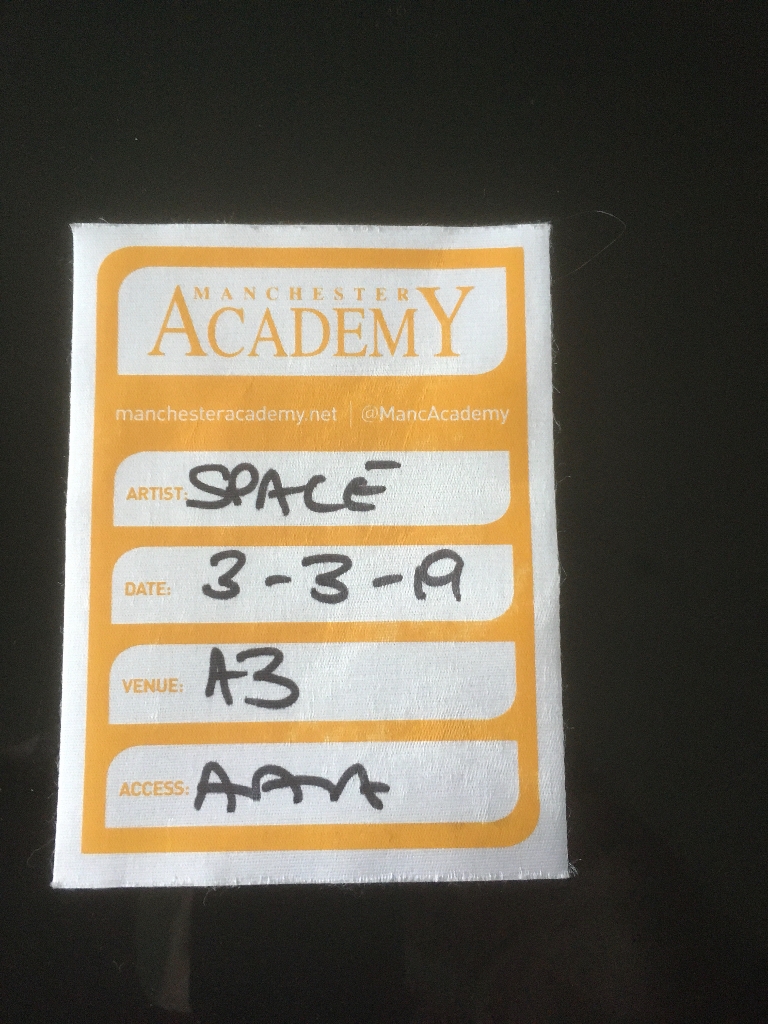 MANCHESTER
ACADEMY
manchesteracademy.net | @MancAcademy
ARTIST: SPACE
DATE: 3-3-19
VENUE: A3
ACCESS: AAA